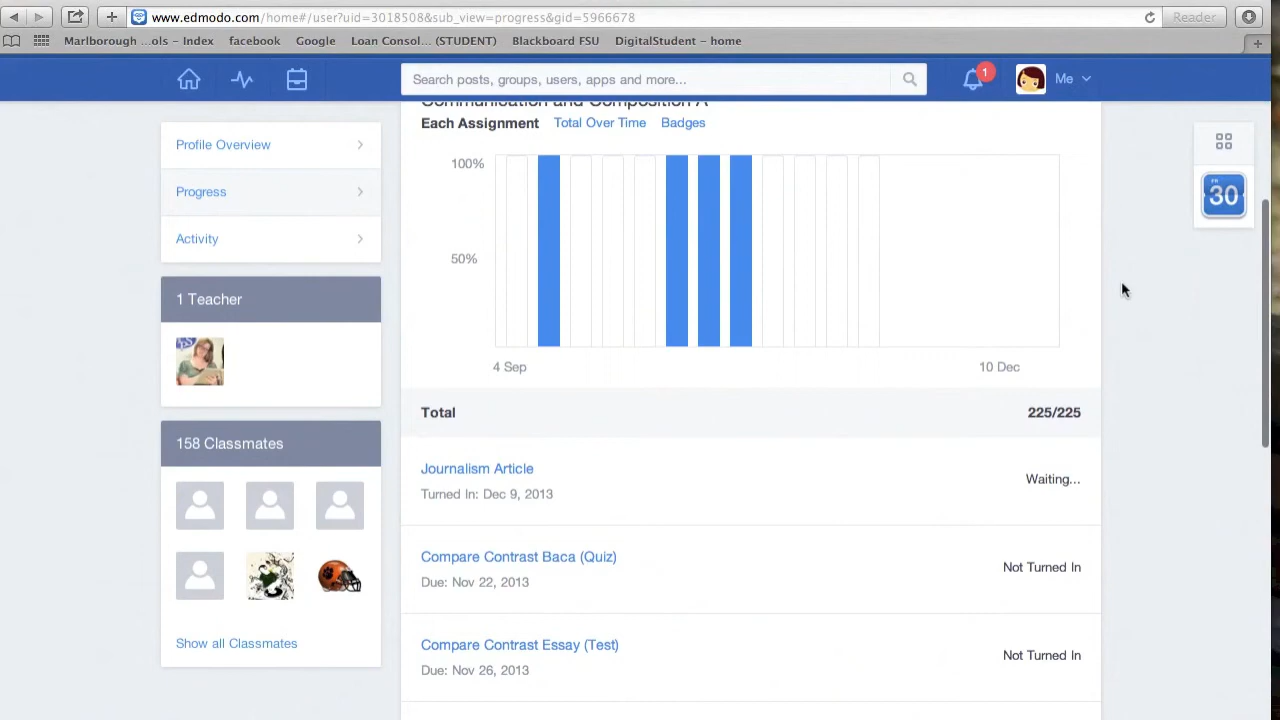 www.edmodo.com/home#/user?uid=3018508&sub_view=progress&gid=5966678
Reader
Marlborough ...ols – Index
facebook
Google
Loan Consol... (STUDENT)
Blackboard FSU
DigitalStudent – home
Search posts, groups, users, apps and more...
1
Me
Communisation and Composition A
Each Assignment
Total Over Time
Badges
Profile Overview
Progress
Activity
1 Teacher
158 Classmates
Show all Classmates
100%
50%
4 Sep
10 Dec
Total
225/225
Journalism Article
Turned In: Dec 9, 2013
Waiting...
Compare Contrast Baca (Quiz)
Due: Nov 22, 2013
Not Turned In
Compare Contrast Essay (Test)
Due: Nov 26, 2013
Not Turned In
30